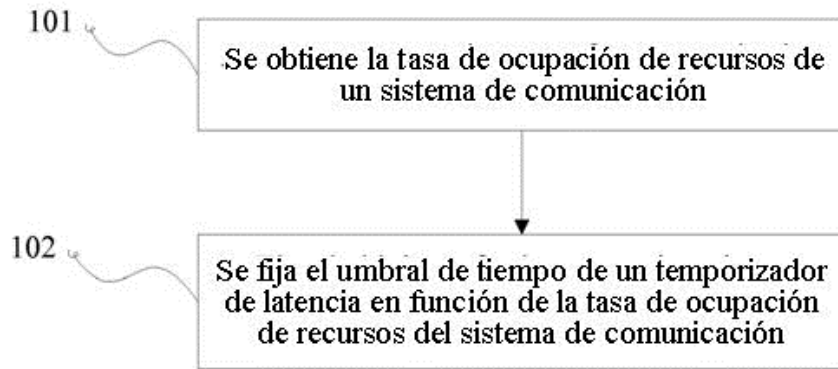 101
Se obtiene la tasa de ocupación de recursos de
un sistema de comunicación
102
Se fija el umbral de tiempo de un temporizador
de latencia en función de la tasa de ocupación
de recursos del sistema de comunicación